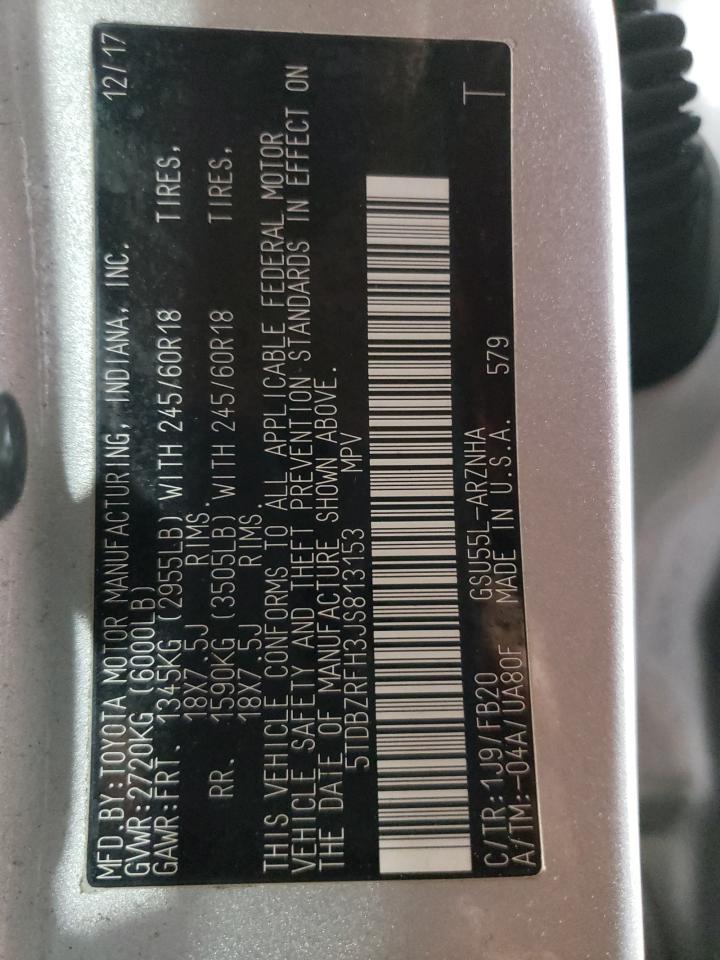 MFD.BY:TOYOTA MOTOR MANUFACTURING, INDIANA, INC. 12/17
GVWR:2720KG (6000LB)
GAWR:FRT. 1345KG (2955LB) WITH 245/60R18 TIRES,
18X7.5J RIMS.
RR. 1590KG (3505LB) WITH 245/60R18 TIRES,
18X7.5J RIMS.
THIS VEHICLE CONFORMS TO ALL APPLICABLE FEDERAL MOTOR
VEHICLE SAFETY AND THEFT PREVENTION STANDARDS IN EFFECT ON
THE DATE OF MANUFACTURE SHOWN ABOVE.
5TDBZRFH3JS813153 MPV
C/TR:1J9/FB20 GSU55L-ARZNHA T
A/TM:-04A/UA80F MADE IN U.S.A. 579